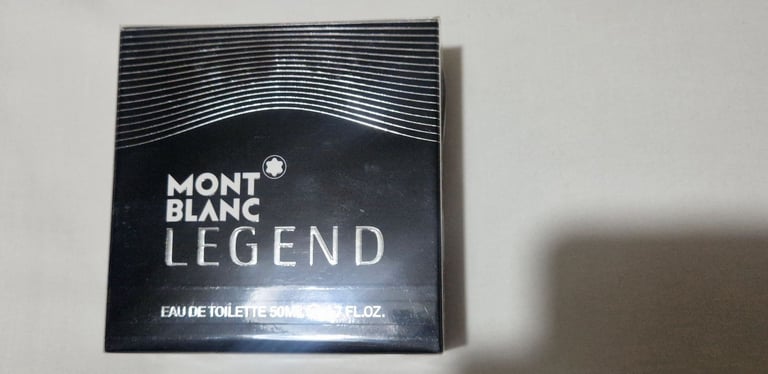 MONT
BLANC
LEGEND
EAU DE TOILETTE 50ML FL.OZ.